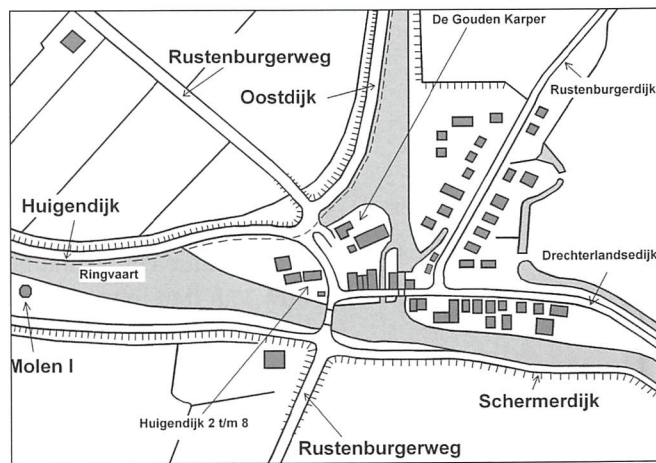 De Gouden Karper
Rustenburgerweg
Oostdijk
Rustenburgerdijk
Huigendijk
Ringvaart
Drechterlandsedijk
Molen I
Huigendijk 2 t/m 8
Schermerdijk
Rustenburgerweg